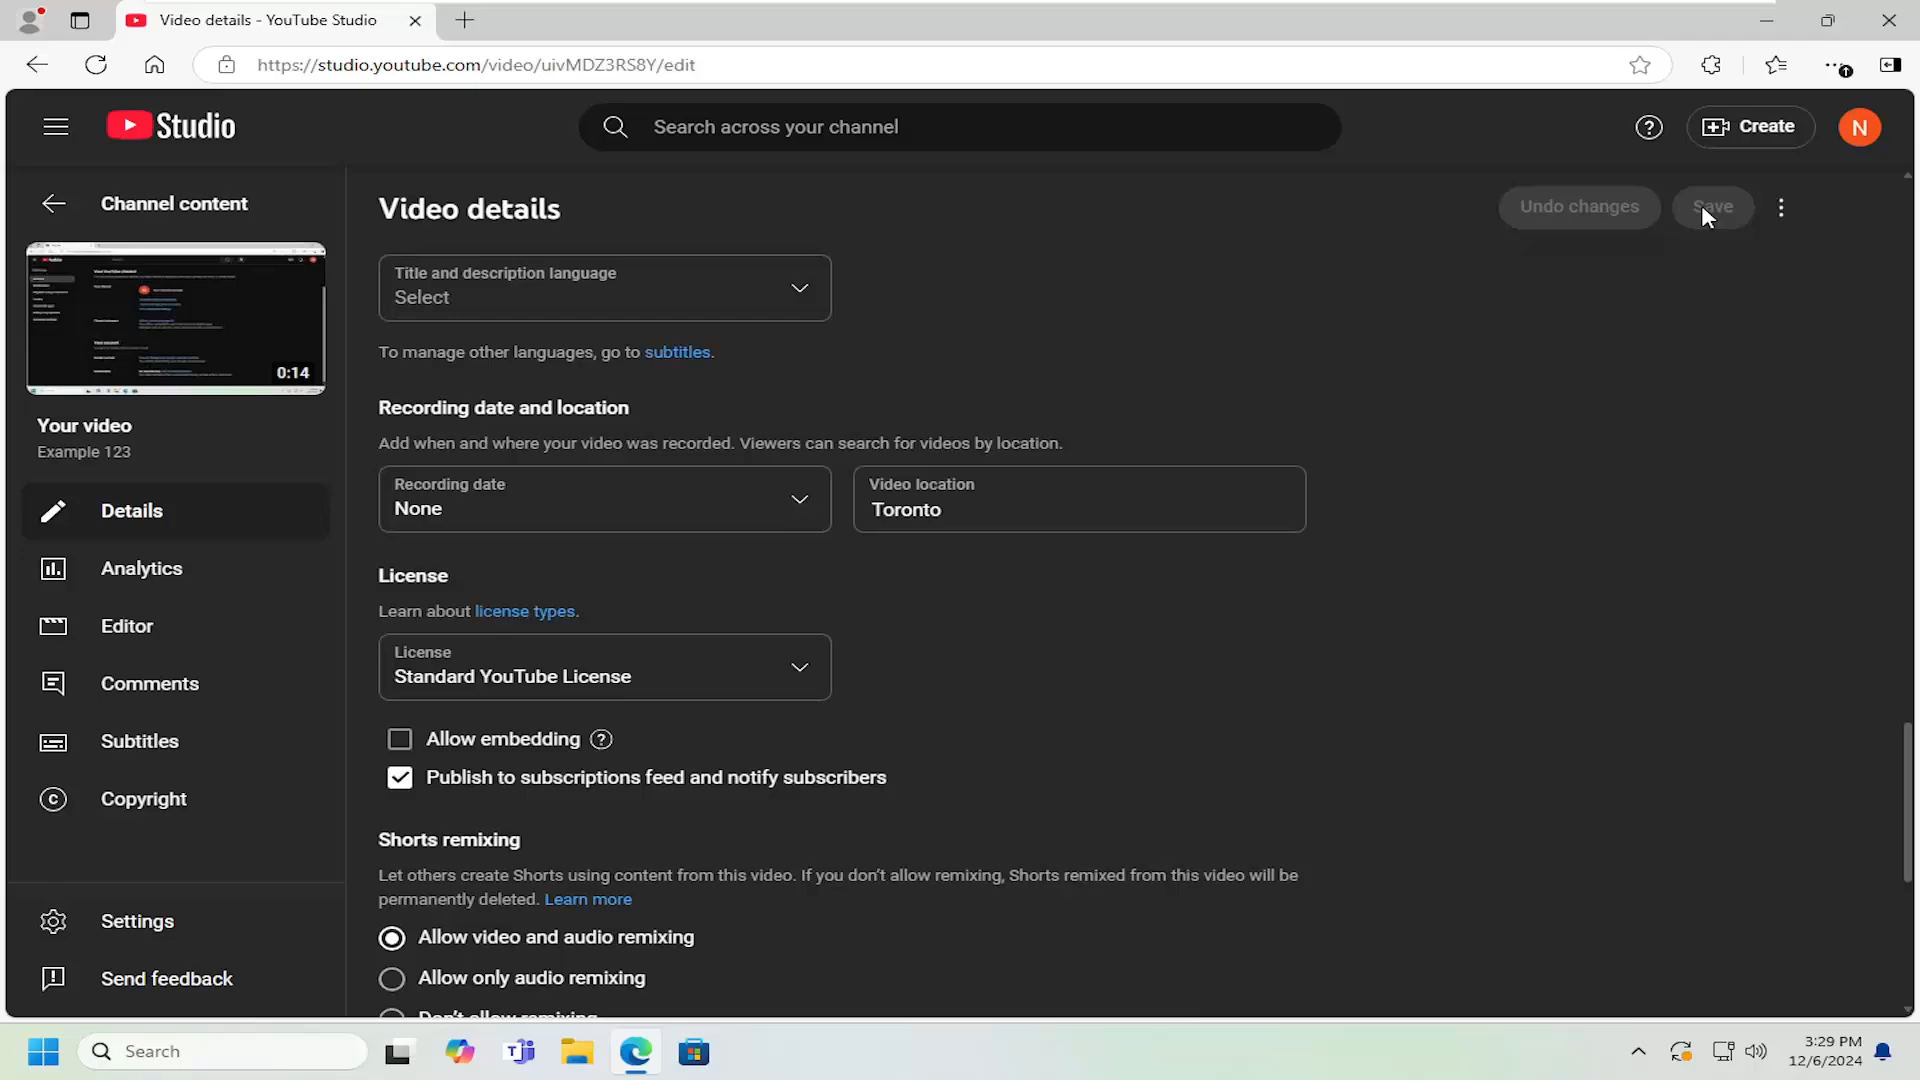 Video details - YouTube Studio
https://studio.youtube.com/video/uivMDZ3RS8Y/edit
Studio
Search across your channel
Create
N
Channel content
Video details
Undo changes
Save
Title and description language
Select
To manage other languages, go to subtitles.
0:14
Your video
Example 123
Recording date and location
Add when and where your video was recorded. Viewers can search for videos by location.
Recording date
None
Video location
Toronto
Details
Analytics
Editor
Comments
Subtitles
Copyright
License
Learn about license types.
License
Standard YouTube License
Allow embedding
Publish to subscriptions feed and notify subscribers
Shorts remixing
Let others create Shorts using content from this video. If you don't allow remixing, Shorts remixed from this video will be
permanently deleted. Learn more
Allow video and audio remixing
Allow only audio remixing
Don't allow remixing
Settings
Send feedback
Search
3:29 PM
12/6/2024